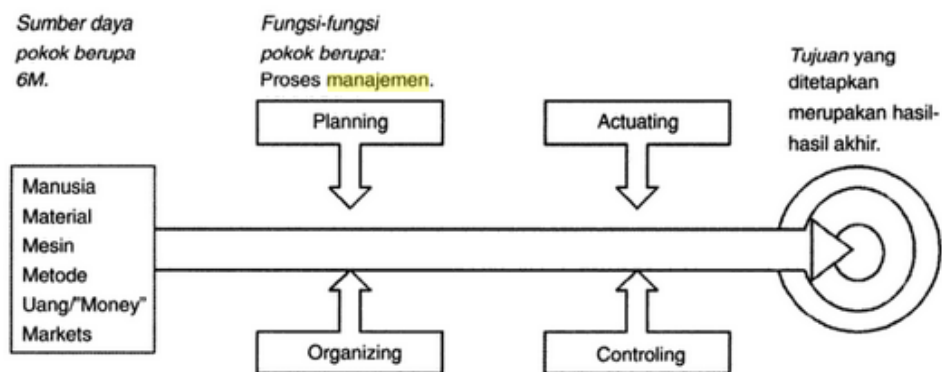 Sumber daya
pokok berupa
6M.
Fungsi-fungsi
pokok berupa:
Proses manajemen.
Tujuan yang
ditetapkan
merupakan hasil-
hasil akhir.
Planning
Actuating
Manusia
Material
Mesin
Metode
Uang/"Money"
Markets
Organizing
Controling